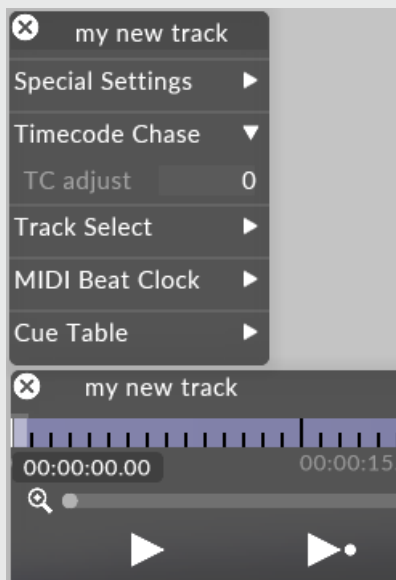 my new track
Special Settings
Timecode Chase
TC adjust 0
Track Select
MIDI Beat Clock
Cue Table
my new track
00:00:00.00 00:00:15.